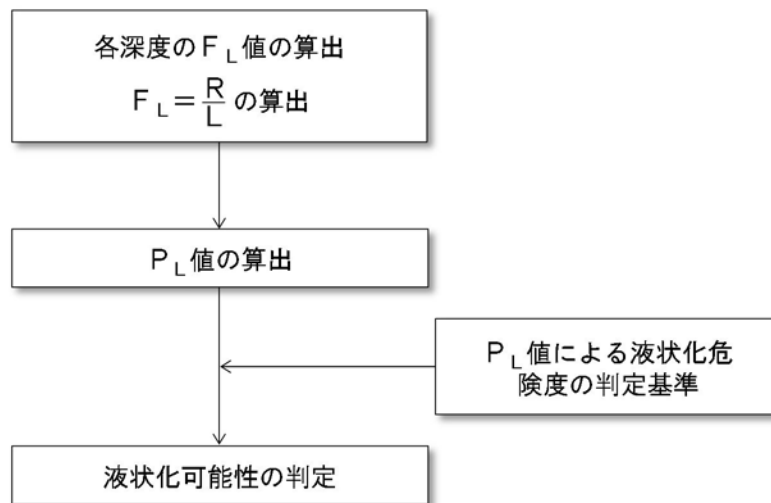 各深度のFL値の算出
FL=R/Lの算出
PL値の算出
PL値による液状化危
険度の判定基準
液状化可能性の判定